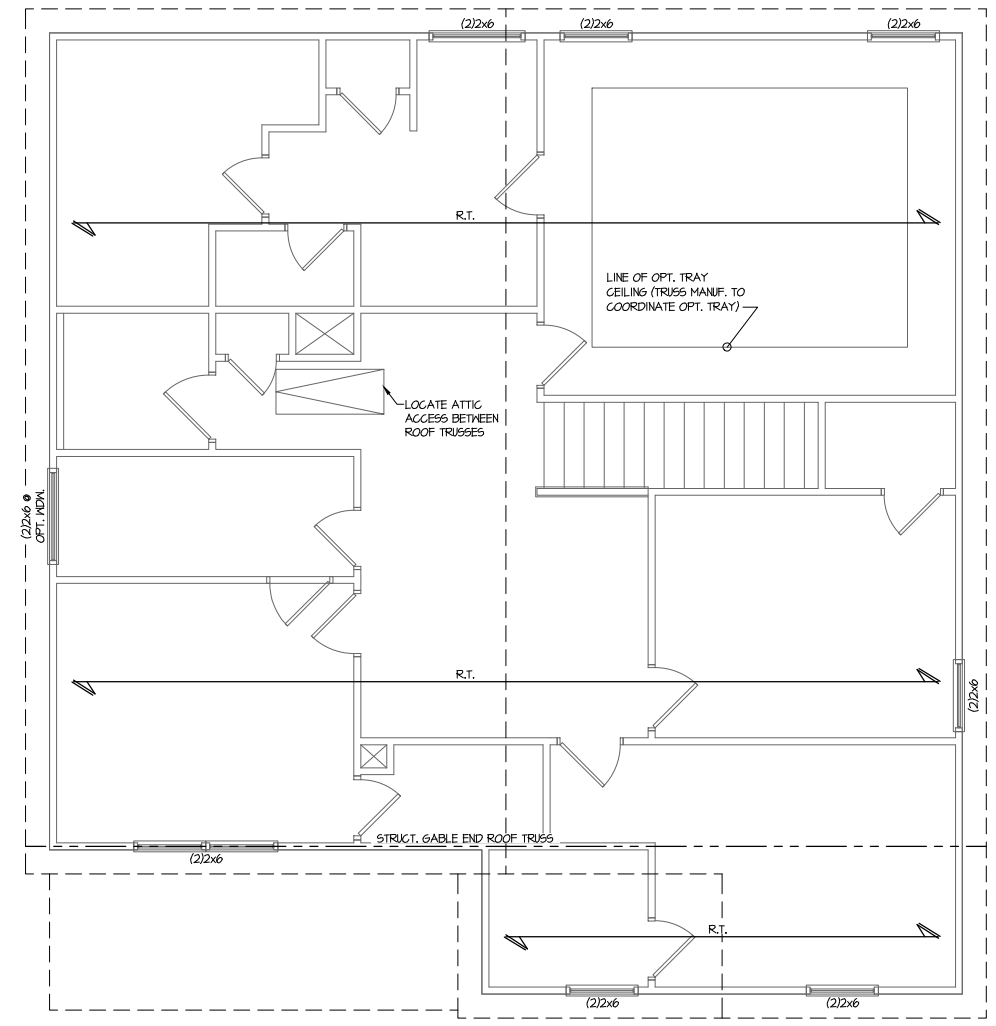 (2)2x6
(2)2x6
(2)2x6
R.T.
LINE OF OPT. TRAY
CEILING (TRUSS MANUF. TO
COORDINATE OPT. TRAY)
LOCATE ATTIC
ACCESS BETWEEN
ROOF TRUSSES
(2)2x6 @
OPT. WDW.
R.T.
(2)2x6
STRUCT. GABLE END ROOF TRUSS
(2)2x6
R.T.
(2)2x6
(2)2x6